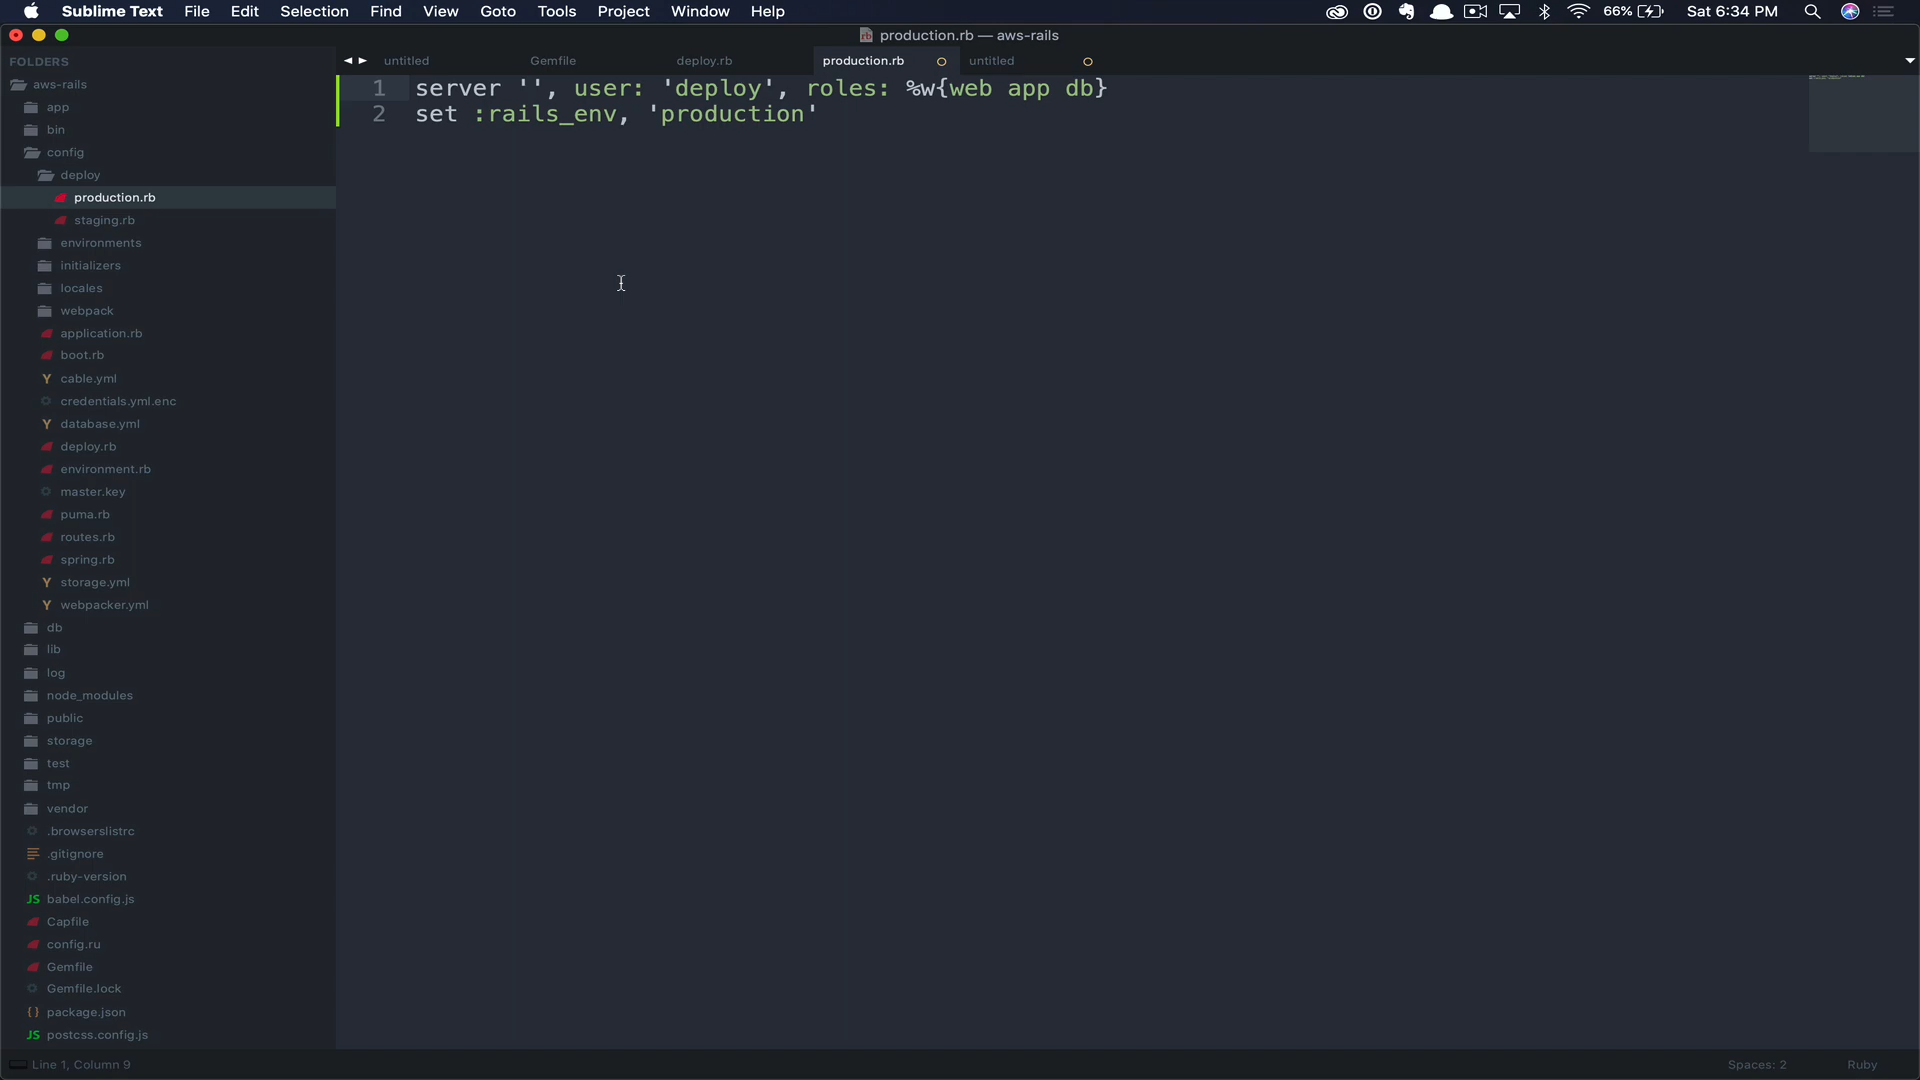 Sublime Text File Edit Selection Find View Goto Tools Project Window Help 66% Sat 6:34 PM
production.rb — aws-rails
FOLDERS
aws-rails
app
bin
config
deploy
production.rb
staging.rb
environments
initializers
locales
webpack
application.rb
boot.rb
Y cable.yml
credentials.yml.enc
Y database.yml
deploy.rb
environment.rb
master.key
puma.rb
routes.rb
spring.rb
Y storage.yml
Y webpacker.yml
db
lib
log
node_modules
public
storage
test
tmp
vendor
.browserslistrc
.gitignore
.ruby-version
JS babel.config.js
Capfile
config.ru
Gemfile
Gemfile.lock
{} package.json
JS postcss.config.js
untitled Gemfile deploy.rb production.rb untitled
1 server '', user: 'deploy', roles: %w{web app db}
2 set :rails_env, 'production'
Line 1, Column 9 Spaces: 2 Ruby